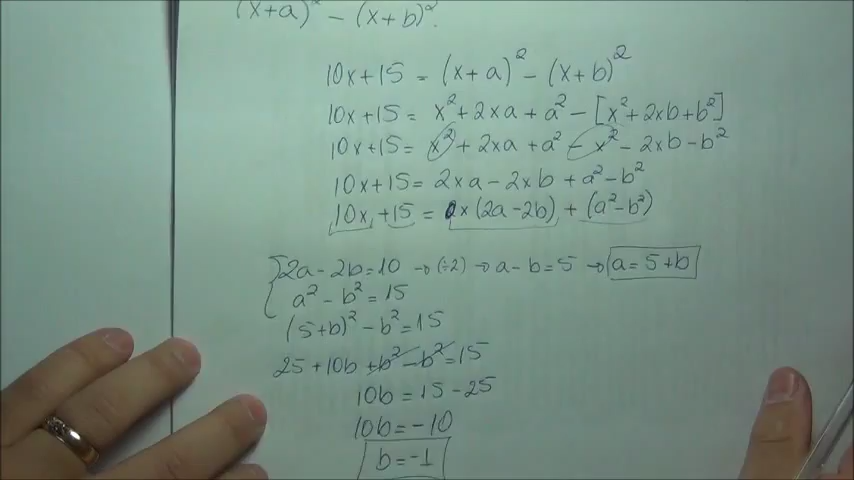 (x+a)² - (x+b)².
10x+15 = (x+a)² - (x+b)²
10x+15 = x²+2xa+a² - [x²+2xb+b²]
10x+15 = x²+2xa+a² - x² - 2xb - b²
10x+15 = 2xa - 2xb + a² - b²
10x+15 = x(2a-2b) + (a²-b²)
{2a-2b=10 → (÷2) → a-b=5 → a=5+b
a²-b²=15
(5+b)²-b²=15
25+10b+b²-b²=15
10b=15-25
10b=-10
b=-1